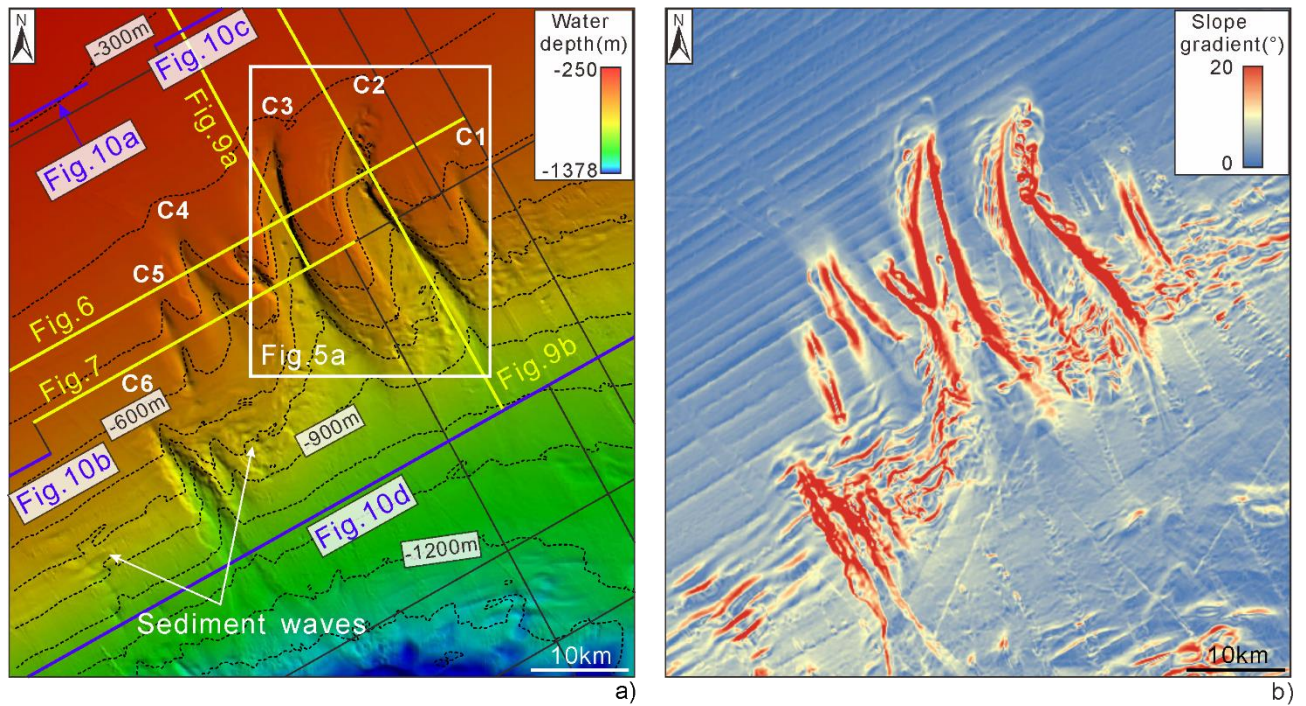 N
Water
depth(m)
-250
-1378
-300m
Fig.10c
Fig.10a
Fig.9a
C3
C2
C1
C4
C5
Fig.6
Fig.7
Fig.5a
C6
-600m
-900m
Fig.9b
Fig.10b
Fig.10d
-1200m
Sediment waves
10km
a)
N
Slope
gradient(°)
20
0
10km
b)